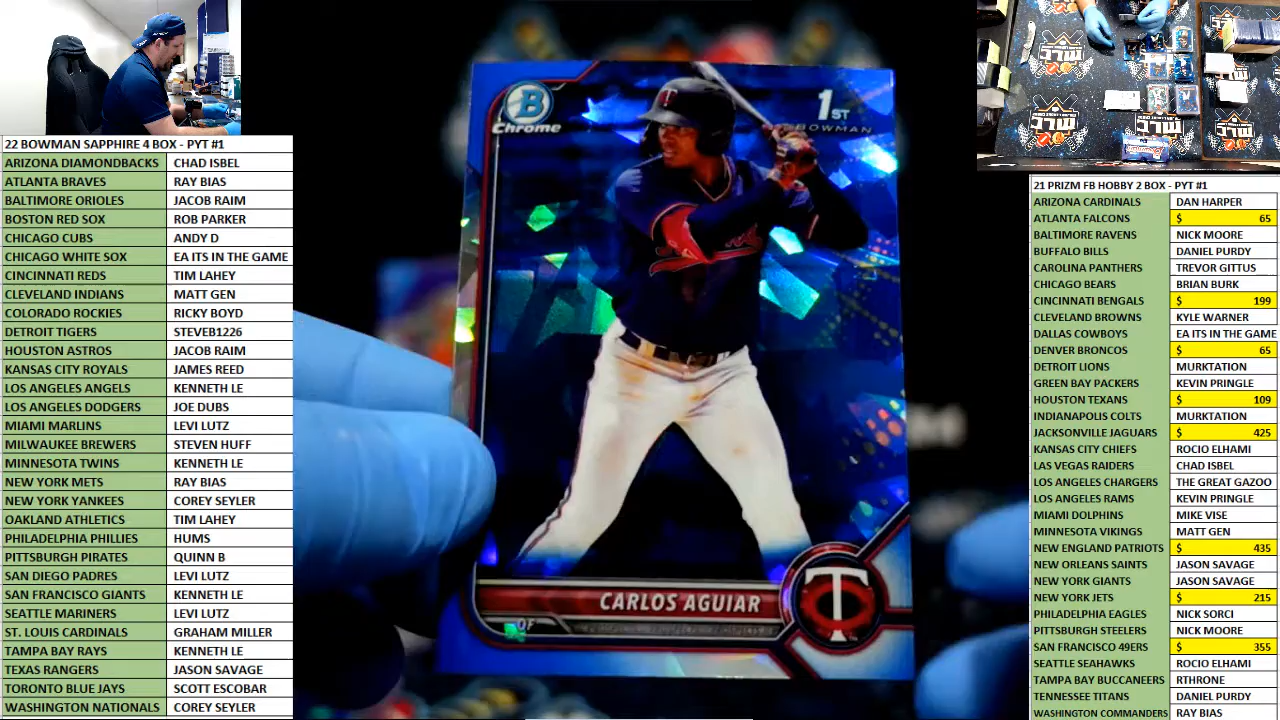 22 BOWMAN SAPPHIRE 4 BOX - PYT #1
ARIZONA DIAMONDBACKS CHAD ISBEL
ATLANTA BRAVES RAY BIAS
BALTIMORE ORIOLES JACOB RAIM
BOSTON RED SOX ROB PARKER
CHICAGO CUBS ANDY D
CHICAGO WHITE SOX EA ITS IN THE GAME
CINCINNATI REDS TIM LAHEY
CLEVELAND INDIANS MATT GEN
COLORADO ROCKIES RICKY BOYD
DETROIT TIGERS STEVEB1226
HOUSTON ASTROS JACOB RAIM
KANSAS CITY ROYALS JAMES REED
LOS ANGELES ANGELS KENNETH LE
LOS ANGELES DODGERS JOE DUBS
MIAMI MARLINS LEVI LUTZ
MILWAUKEE BREWERS STEVEN HUFF
MINNESOTA TWINS KENNETH LE
NEW YORK METS RAY BIAS
NEW YORK YANKEES COREY SEYLER
OAKLAND ATHLETICS TIM LAHEY
PHILADELPHIA PHILLIES HUMS
PITTSBURGH PIRATES QUINN B
SAN DIEGO PADRES LEVI LUTZ
SAN FRANCISCO GIANTS KENNETH LE
SEATTLE MARINERS LEVI LUTZ
ST. LOUIS CARDINALS GRAHAM MILLER
TAMPA BAY RAYS KENNETH LE
TEXAS RANGERS JASON SAVAGE
TORONTO BLUE JAYS SCOTT ESCOBAR
WASHINGTON NATIONALS COREY SEYLER
B
Chrome
1ST
BOWMAN
T
CARLOS AGUIAR
OF
T
WRC
WRC
WRC
WRC
21 PRIZM FB HOBBY 2 BOX - PYT #1
ARIZONA CARDINALS DAN HARPER
ATLANTA FALCONS $ 65
BALTIMORE RAVENS NICK MOORE
BUFFALO BILLS DANIEL PURDY
CAROLINA PANTHERS TREVOR GITTUS
CHICAGO BEARS BRIAN BURK
CINCINNATI BENGALS $ 199
CLEVELAND BROWNS KYLE WARNER
DALLAS COWBOYS EA ITS IN THE GAME
DENVER BRONCOS $ 65
DETROIT LIONS MURKTATION
GREEN BAY PACKERS KEVIN PRINGLE
HOUSTON TEXANS $ 109
INDIANAPOLIS COLTS MURKTATION
JACKSONVILLE JAGUARS $ 425
KANSAS CITY CHIEFS ROCIO ELHAMI
LAS VEGAS RAIDERS CHAD ISBEL
LOS ANGELES CHARGERS THE GREAT GAZOO
LOS ANGELES RAMS KEVIN PRINGLE
MIAMI DOLPHINS MIKE VISE
MINNESOTA VIKINGS MATT GEN
NEW ENGLAND PATRIOTS $ 435
NEW ORLEANS SAINTS JASON SAVAGE
NEW YORK GIANTS JASON SAVAGE
NEW YORK JETS $ 215
PHILADELPHIA EAGLES NICK SORCI
PITTSBURGH STEELERS NICK MOORE
SAN FRANCISCO 49ERS $ 355
SEATTLE SEAHAWKS ROCIO ELHAMI
TAMPA BAY BUCCANEERS RTHRONE
TENNESSEE TITANS DANIEL PURDY
WASHINGTON COMMANDERS RAY BIAS